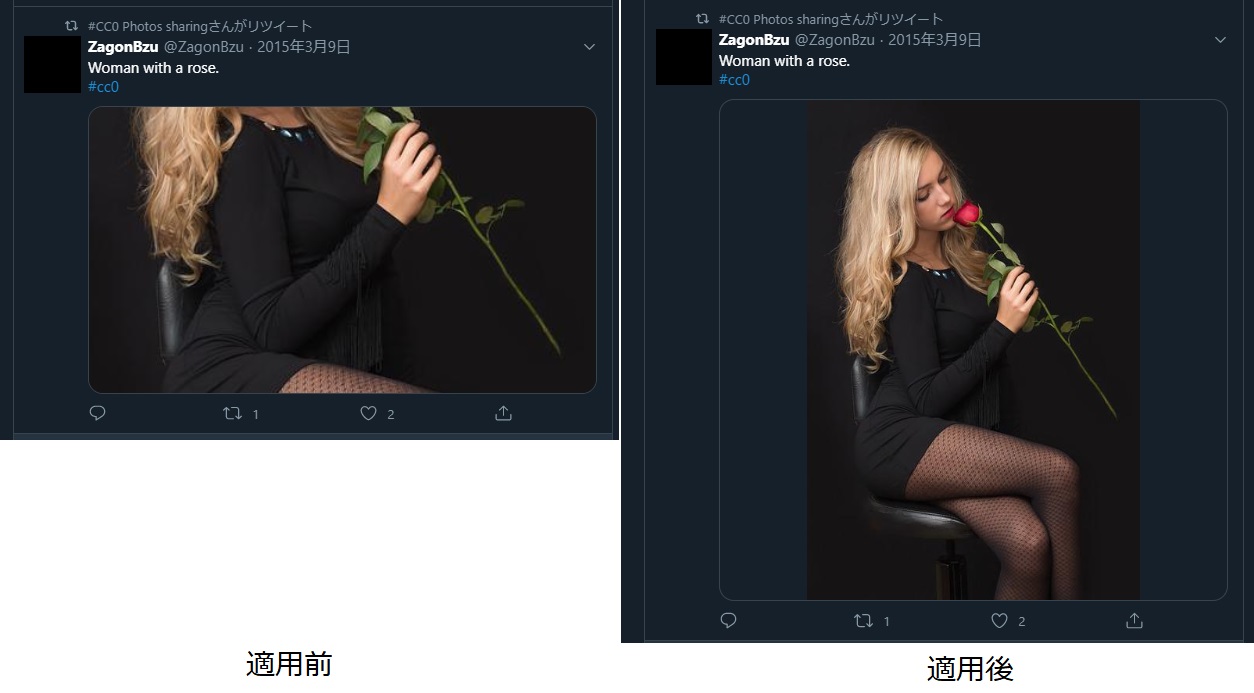 #CC0 Photos sharingさんがリツイート
ZagonBzu @ZagonBzu · 2015年3月9日
Woman with a rose.
#cc0
1 2
適用前
#CC0 Photos sharingさんがリツイート
ZagonBzu @ZagonBzu · 2015年3月9日
Woman with a rose.
#cc0
1 2
適用後